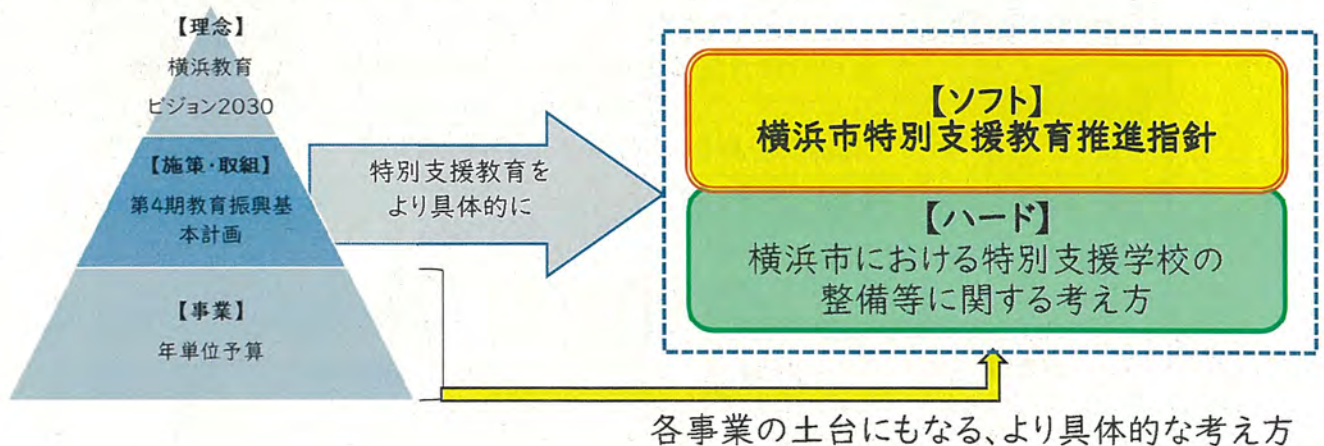 【理念】
横浜教育
ビジョン2030
【施策・取組】
第4期教育振興基
本計画
【事業】
年単位予算
特別支援教育を
より具体的に
【ソフト】
横浜市特別支援教育推進指針
【ハード】
横浜市における特別支援学校の
整備等に関する考え方
各事業の土台にもなる、より具体的な考え方